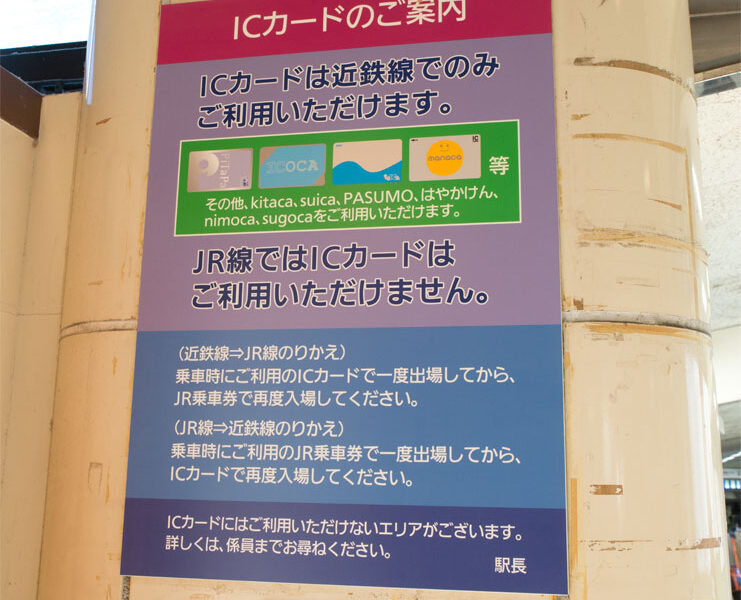 ICカードのご案内
ICカードは近鉄線でのみ
ご利用いただけます。
PiTaPa
ICOCA
manaca
等
その他、kitaca、suica、PASUMO、はやかけん、
nimoca、sugocaをご利用いただけます。
JR線ではICカードは
ご利用いただけません。
（近鉄線⇒JR線のりかえ）
乗車時にご利用のICカードで一度出場してから、
JR乗車券で再度入場してください。
（JR線⇒近鉄線のりかえ）
乗車時にご利用のJR乗車券で一度出場してから、
ICカードで再度入場してください。
ICカードにはご利用いただけないエリアがございます。
詳しくは、係員までお尋ねください。
駅長